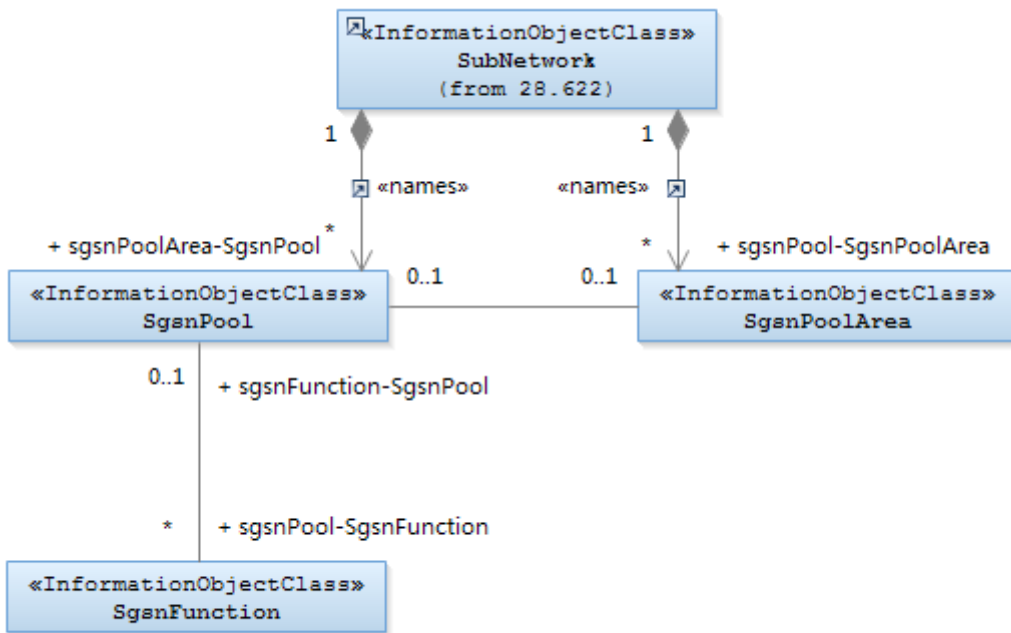 «InformationObjectClass»
SubNetwork
(from 28.622)
1
1
«names»
«names»
*
*
+ sgsnPoolArea-SgsnPool
+ sgsnPool-SgsnPoolArea
0..1
0..1
«InformationObjectClass»
SgsnPool
«InformationObjectClass»
SgsnPoolArea
0..1
+ sgsnFunction-SgsnPool
*
+ sgsnPool-SgsnFunction
«InformationObjectClass»
SgsnFunction